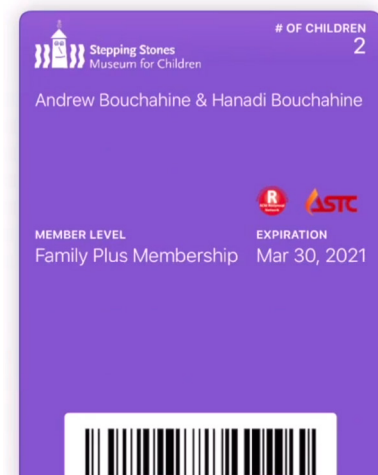 # OF CHILDREN
2
Stepping Stones
Museum for Children
Andrew Bouchahine & Hanadi Bouchahine
R
ASTC
MEMBER LEVEL
EXPIRATION
Family Plus Membership
Mar 30, 2021